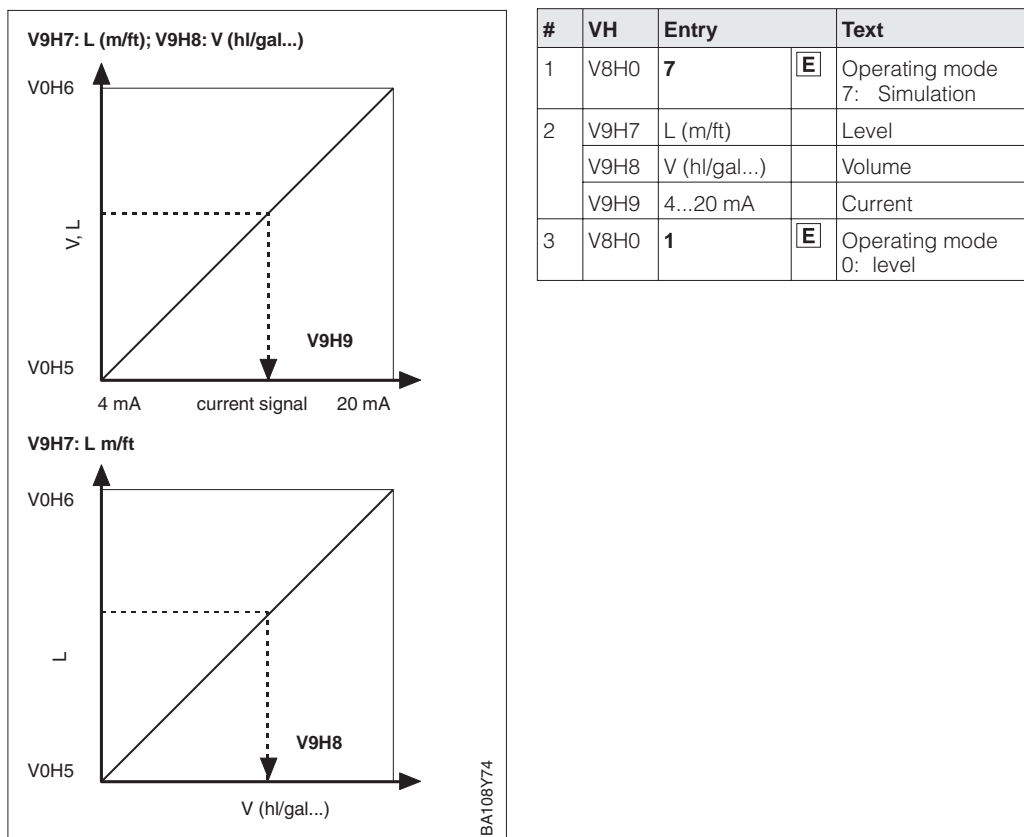 V9H7: L (m/ft); V9H8: V (hl/gal...)
V0H6
V, L
V9H9
V0H5
4 mA current signal 20 mA
V9H7: L m/ft
V0H6
L
V9H8
V0H5
V (hl/gal...)
BA108Y74
# VH Entry Text
1 V8H0 7 E Operating mode
7: Simulation
2 V9H7 L (m/ft) Level
V9H8 V (hl/gal...) Volume
V9H9 4...20 mA Current
3 V8H0 1 E Operating mode
0: level